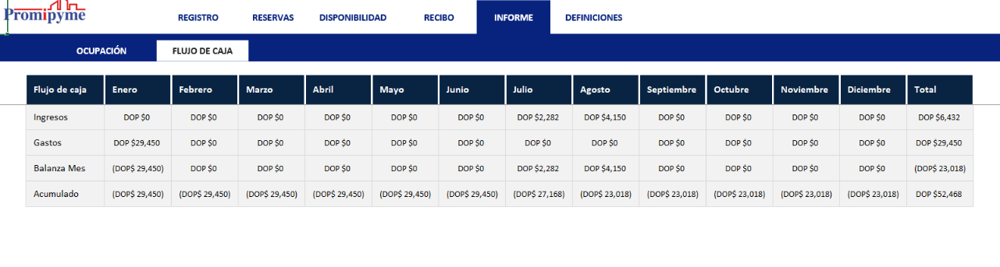 Promipyme
REGISTRO RESERVAS DISPONIBILIDAD RECIBO INFORME DEFINICIONES
OCUPACIÓN FLUJO DE CAJA
Flujo de caja Enero Febrero Marzo Abril Mayo Junio Julio Agosto Septiembre Octubre Noviembre Diciembre Total
Ingresos DOP $0 DOP $0 DOP $0 DOP $0 DOP $0 DOP $0 DOP $2,282 DOP $4,150 DOP $0 DOP $0 DOP $0 DOP $0 DOP $6,432
Gastos DOP $29,450 DOP $0 DOP $0 DOP $0 DOP $0 DOP $0 DOP $0 DOP $0 DOP $0 DOP $0 DOP $0 DOP $0 DOP $29,450
Balanza Mes (DOP$ 29,450) DOP $0 DOP $0 DOP $0 DOP $0 DOP $0 DOP $2,282 DOP $4,150 DOP $0 DOP $0 DOP $0 DOP $0 (DOP$ 23,018)
Acumulado (DOP$ 29,450) (DOP$ 29,450) (DOP$ 29,450) (DOP$ 29,450) (DOP$ 29,450) (DOP$ 29,450) (DOP$ 27,168) (DOP$ 23,018) (DOP$ 23,018) (DOP$ 23,018) (DOP$ 23,018) (DOP$ 23,018) DOP $52,468